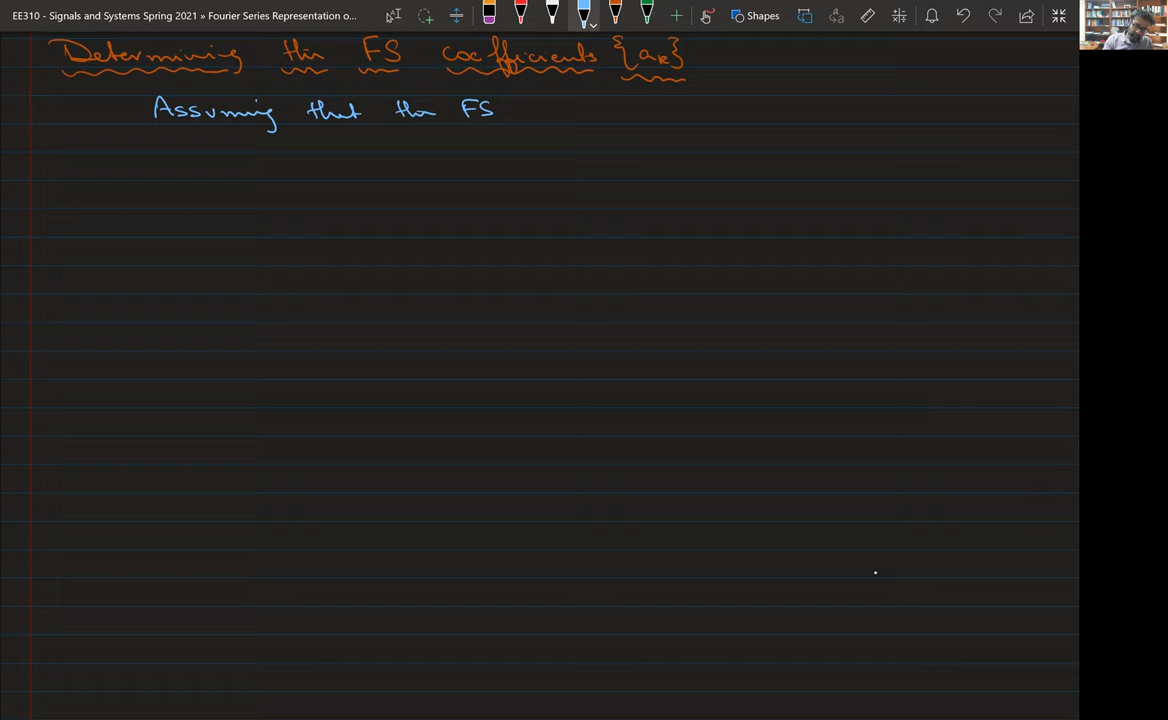 EE310 - Signals and Systems Spring 2021 » Fourier Series Representation o...
Shapes
Determining the FS coefficients {aₖ}
Assuming that the FS